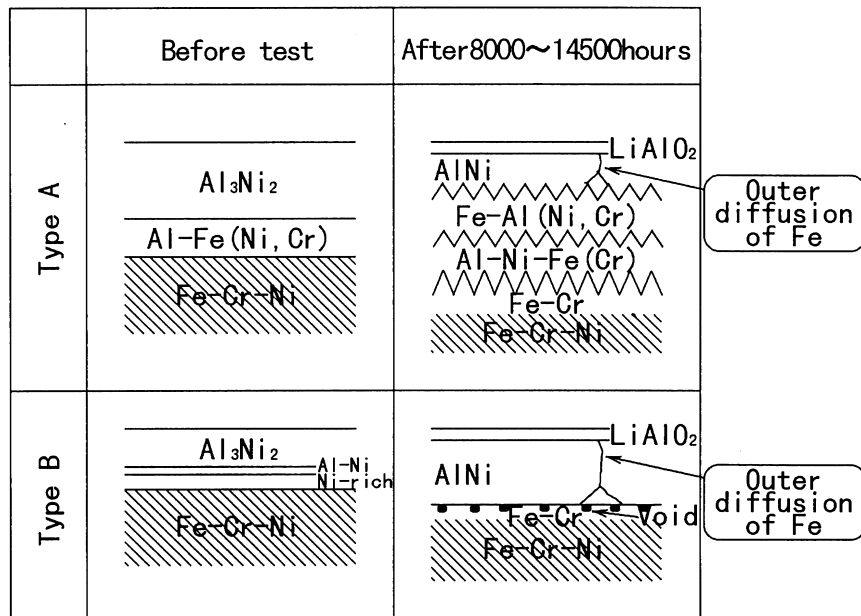 Before test
After8000~14500hours
Type A
Al₃Ni₂
Al-Fe(Ni, Cr)
Fe-Cr-Ni
LiAlO₂
AlNi
Fe-Al(Ni, Cr)
Al-Ni-Fe(Cr)
Fe-Cr
Fe-Cr-Ni
Outer
diffusion
of Fe
Type B
Al₃Ni₂
Al-Ni
Ni-rich
Fe-Cr-Ni
LiAlO₂
AlNi
Fe-Cr
Void
Fe-Cr-Ni
Outer
diffusion
of Fe